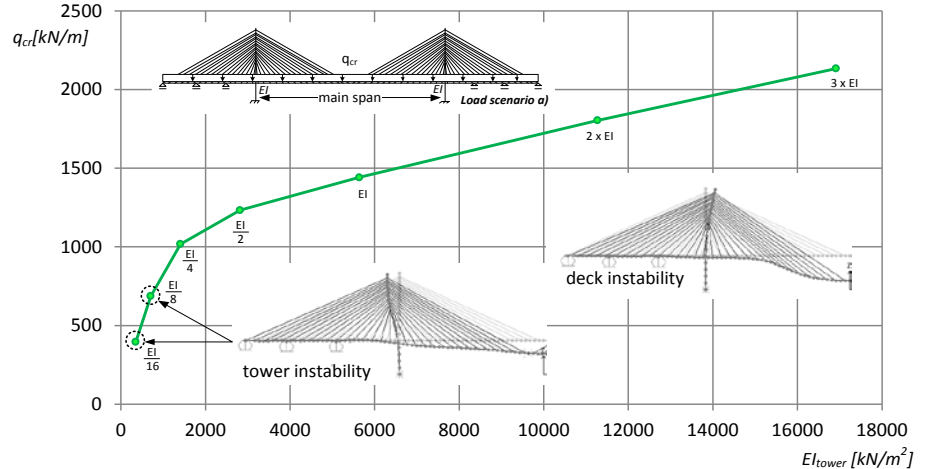 2500
q_cr[kN/m]
2000
1500
1000
500
0
q_cr
EI
EI
main span
Load scenario a)
3 x EI
2 x EI
EI
EI
2
EI
4
EI
8
EI
16
deck instability
tower instability
0 2000 4000 6000 8000 10000 12000 14000 16000 18000
EI_tower [kN/m²]